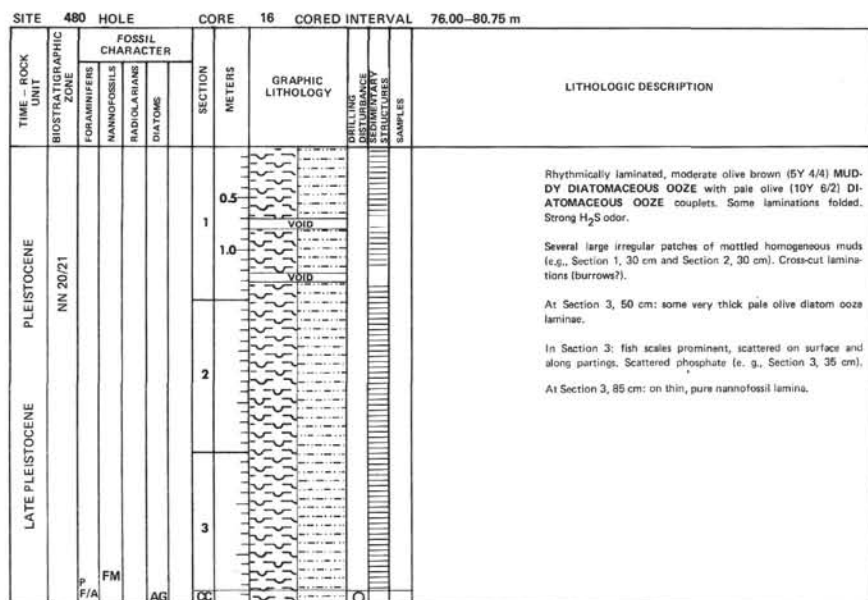 SITE 480 HOLE CORE 16 CORED INTERVAL 76.00–80.75 m
TIME – ROCK UNIT
BIOSTRATIGRAPHIC ZONE
FOSSIL CHARACTER
FORAMINIFERS
NANNOFOSSILS
RADIOLARIANS
DIATOMS
SECTION
METERS
GRAPHIC LITHOLOGY
DRILLING DISTURBANCE
SEDIMENTARY STRUCTURES
SAMPLES
LITHOLOGIC DESCRIPTION
LATE PLEISTOCENE
PLEISTOCENE
NN 20/21
P
F/A
FM
AG
1
0.5
1.0
VOID
VOID
2
3
CC
O
Rhythmically laminated, moderate olive brown (5Y 4/4) MUD-
DY DIATOMACEOUS OOZE with pale olive (10Y 6/2) DI-
ATOMACEOUS OOZE couplets. Some laminations folded.
Strong H2S odor.
Several large irregular patches of mottled homogeneous muds
(e.g., Section 1, 30 cm and Section 2, 30 cm). Cross-cut lamina-
tions (burrows?).
At Section 3, 50 cm: some very thick pale olive diatom ooze
laminae.
In Section 3: fish scales prominent, scattered on surface and
along partings. Scattered phosphate (e. g., Section 3, 35 cm).
At Section 3, 85 cm: on thin, pure nannofossil lamina.